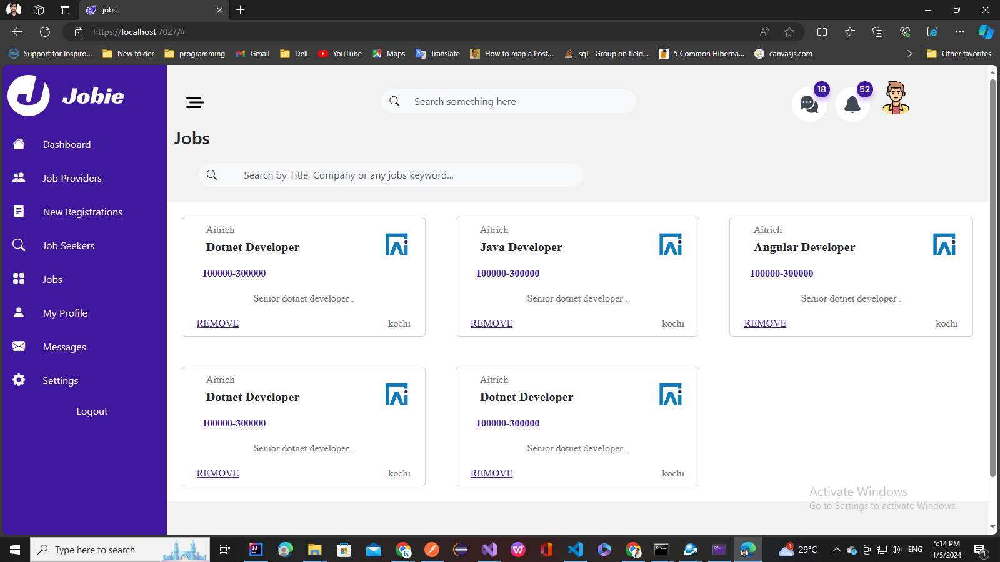 jobs
https://localhost:7027/#
Support for Inspiro... New folder programming Gmail Dell YouTube Maps Translate How to map a Post... sql - Group on field... 5 Common Hiberna... canvasjs.com Other favorites
Jobie
Search something here
18
52
Dashboard
Job Providers
New Registrations
Job Seekers
Jobs
My Profile
Messages
Settings
Logout
Jobs
Search by Title, Company or any jobs keyword...
Aitrich
Dotnet Developer
100000-300000
Senior dotnet developer .
REMOVE kochi
Aitrich
Java Developer
100000-300000
Senior dotnet developer .
REMOVE kochi
Aitrich
Angular Developer
100000-300000
Senior dotnet developer .
REMOVE kochi
Aitrich
Dotnet Developer
100000-300000
Senior dotnet developer .
REMOVE kochi
Aitrich
Dotnet Developer
100000-300000
Senior dotnet developer .
REMOVE kochi
Activate Windows
Go to Settings to activate Windows.
Type here to search
1
29°C
ENG
5:14 PM
1/5/2024
1